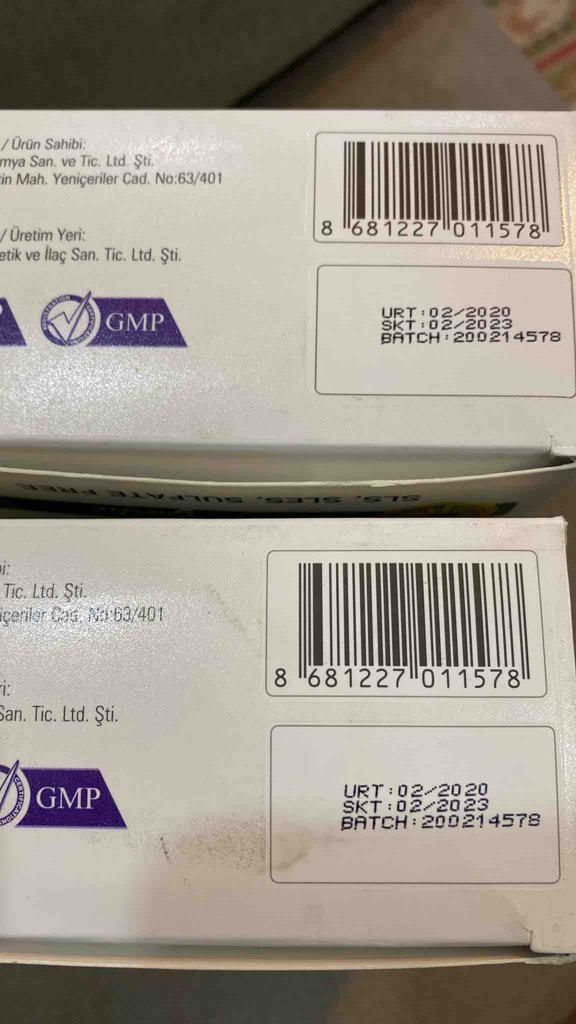 / Ürün Sahibi:
mya San. ve Tic. Ltd. Şti.
in Mah. Yeniçeriler Cad. No:63/401
/ Üretim Yeri:
etik ve İlaç San. Tic. Ltd. Şti.
GMP
8 681227 011578
URT:02/2020
SKT:02/2023
BATCH:200214578
SLS, SLES, SULFATE FREE
i:
Tic. Ltd. Şti.
içeriler Cad. No:63/401
ri:
San. Tic. Ltd. Şti.
CERTIFICATION
GMP
8 681227 011578
URT:02/2020
SKT:02/2023
BATCH:200214578